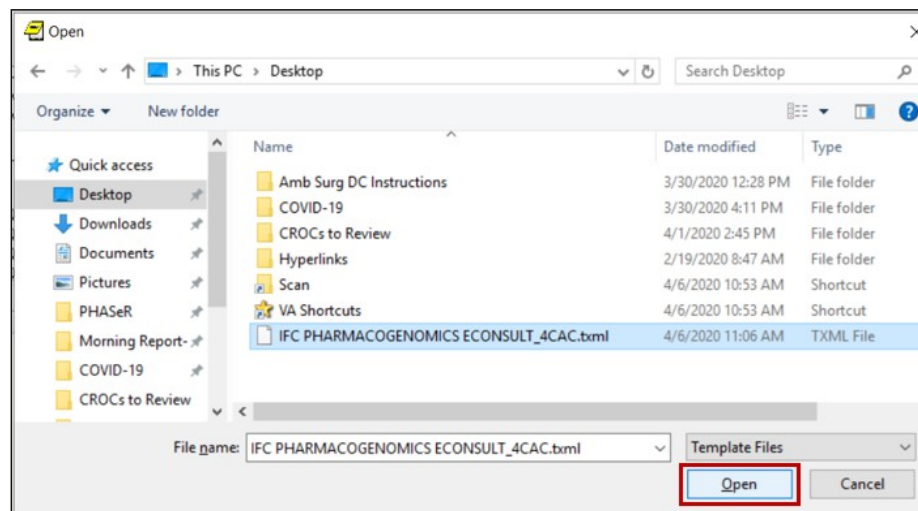 Open
This PC > Desktop
Search Desktop
Organize
New folder
?
Name
Date modified
Type
Quick access
Desktop
Downloads
Documents
Pictures
PHASeR
Morning Report-
COVID-19
CROCs to Review
Amb Surg DC Instructions 3/30/2020 12:28 PM File folder
COVID-19 3/30/2020 4:11 PM File folder
CROCs to Review 4/1/2020 2:45 PM File folder
Hyperlinks 2/19/2020 8:47 AM File folder
Scan 4/6/2020 10:53 AM Shortcut
VA Shortcuts 4/6/2020 10:53 AM Shortcut
IFC PHARMACOGENOMICS ECONSULT_4CAC.txml 4/6/2020 11:06 AM TXML File
File name: IFC PHARMACOGENOMICS ECONSULT_4CAC.txml
Template Files
Open
Cancel